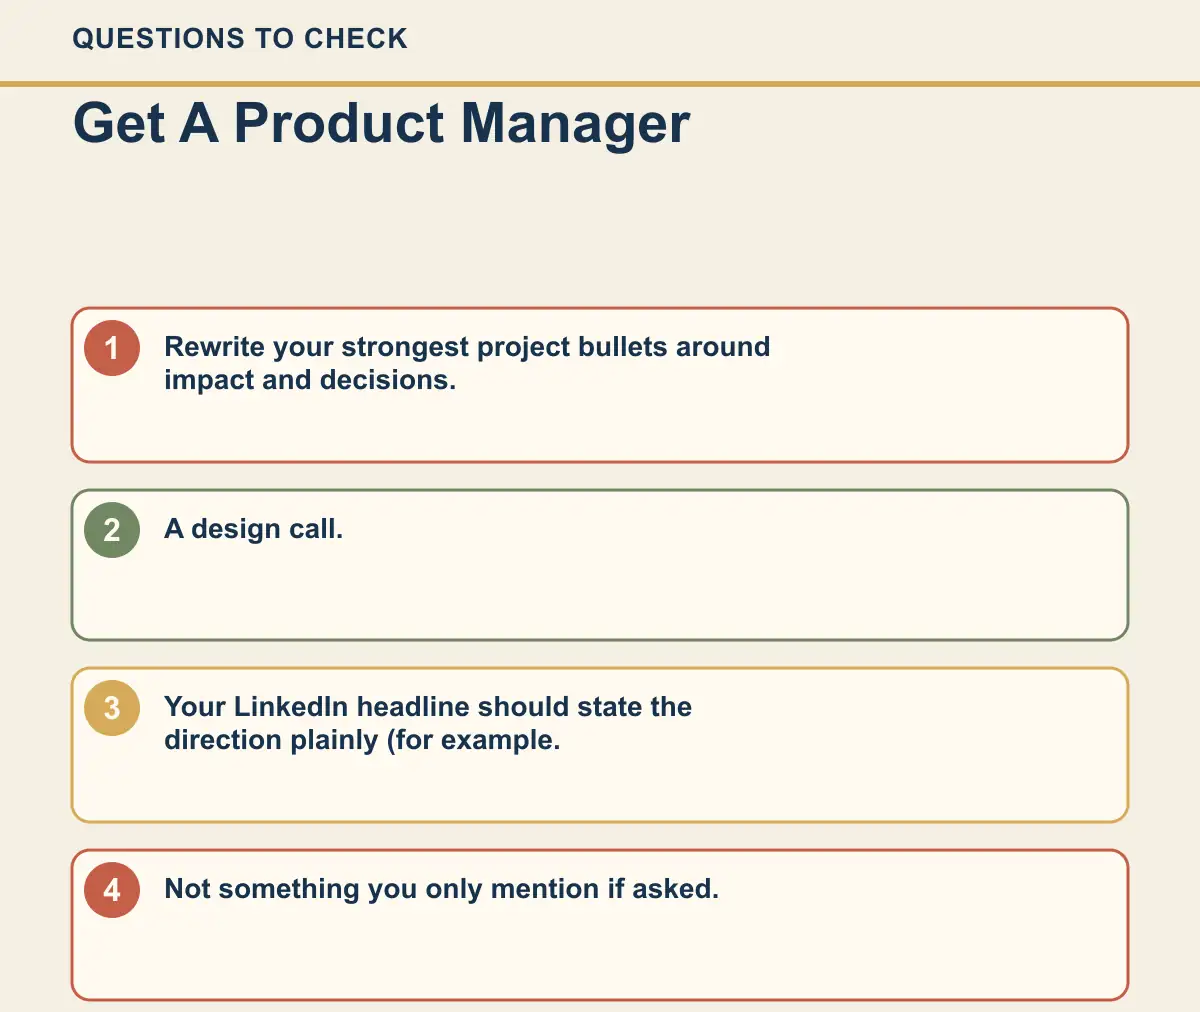 QUESTIONS TO CHECK
Get A Product Manager
1
Rewrite your strongest project bullets around
impact and decisions.
2
A design call.
3
Your LinkedIn headline should state the
direction plainly (for example.
4
Not something you only mention if asked.